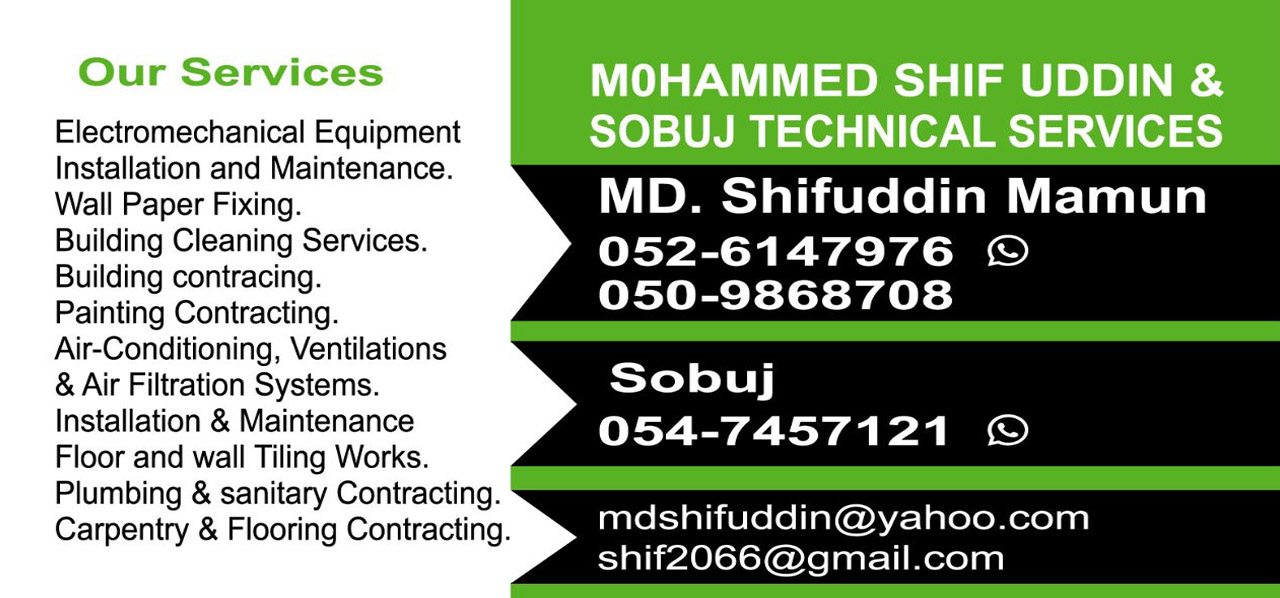 Our Services
Electromechanical Equipment
Installation and Maintenance.
Wall Paper Fixing.
Building Cleaning Services.
Building contracing.
Painting Contracting.
Air-Conditioning, Ventilations
& Air Filtration Systems.
Installation & Maintenance
Floor and wall Tiling Works.
Plumbing & sanitary Contracting.
Carpentry & Flooring Contracting.
M0HAMMED SHIF UDDIN &
SOBUJ TECHNICAL SERVICES
MD. Shifuddin Mamun
052-6147976
050-9868708
Sobuj
054-7457121
mdshifuddin@yahoo.com
shif2066@gmail.com